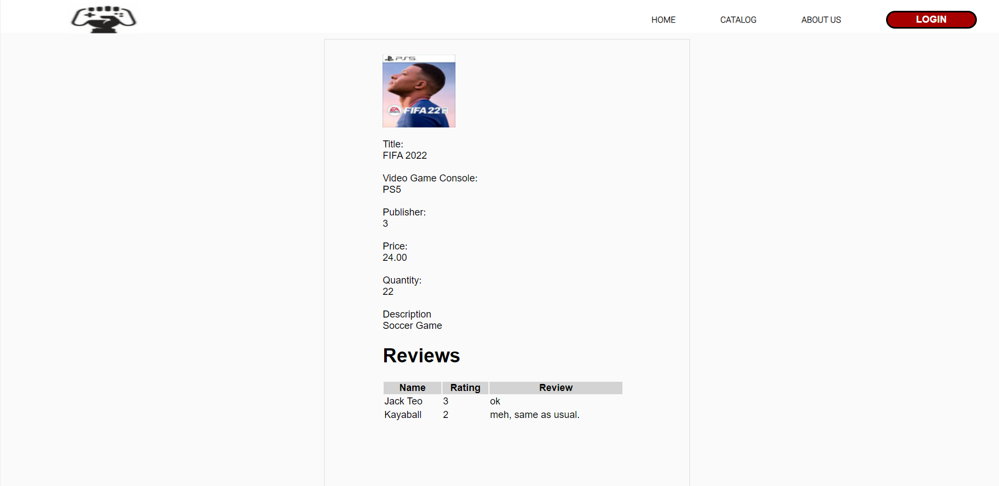 HOME CATALOG ABOUT US LOGIN
PS5
EA
SPORTS
FIFA 22
Title:
FIFA 2022
Video Game Console:
PS5
Publisher:
3
Price:
24.00
Quantity:
22
Description
Soccer Game
Reviews
Name Rating Review
Jack Teo 3 ok
Kayaball 2 meh, same as usual.